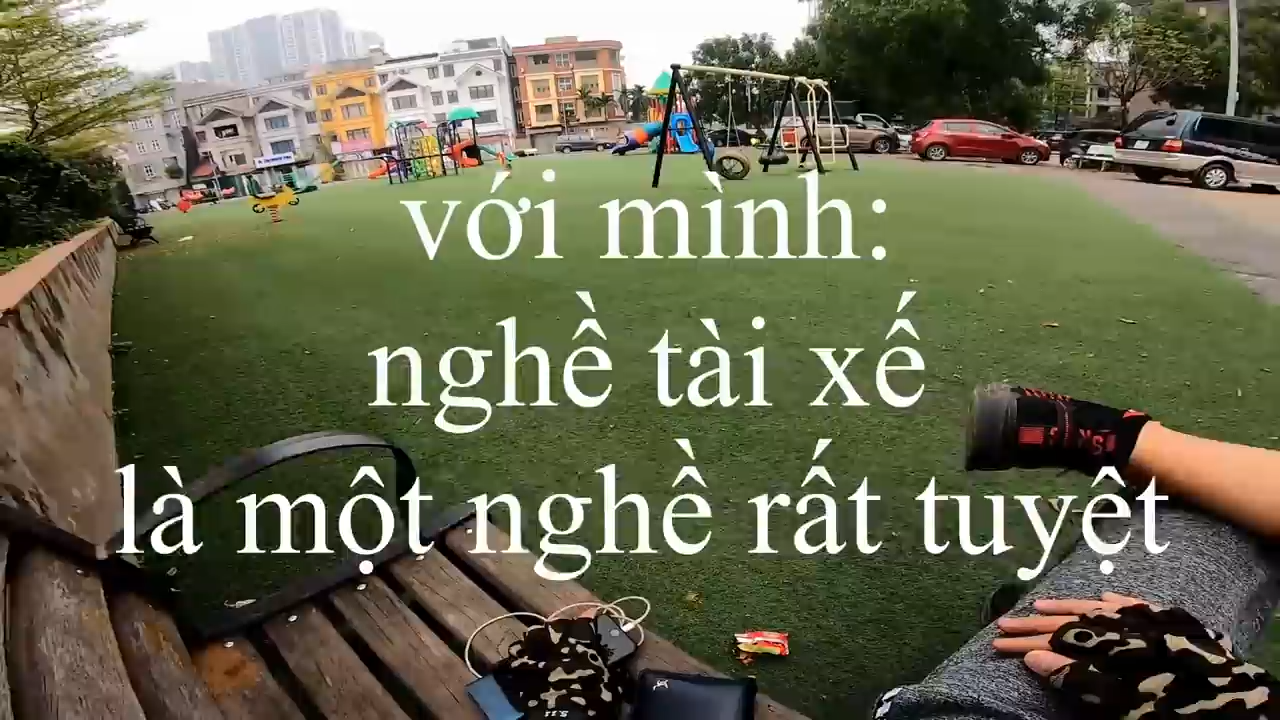 với mình:
nghề tài xế
là một nghề rất tuyệt